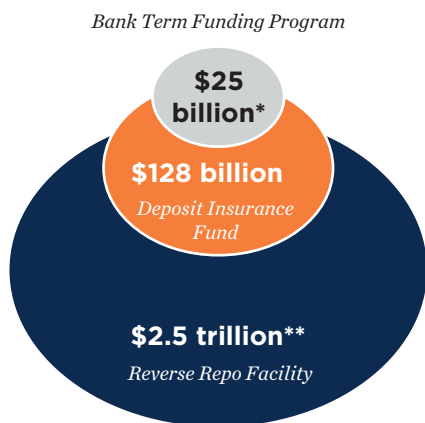 Bank Term Funding Program
$25
billion*
$128 billion
Deposit Insurance
Fund
$2.5 trillion**
Reverse Repo Facility